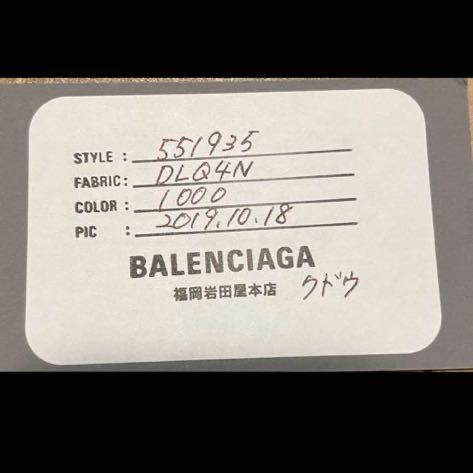 STYLE : 551935
FABRIC: DLQ4N
COLOR : 1000
PIC : 2019.10.18
BALENCIAGA
福岡岩田屋本店 クドウ